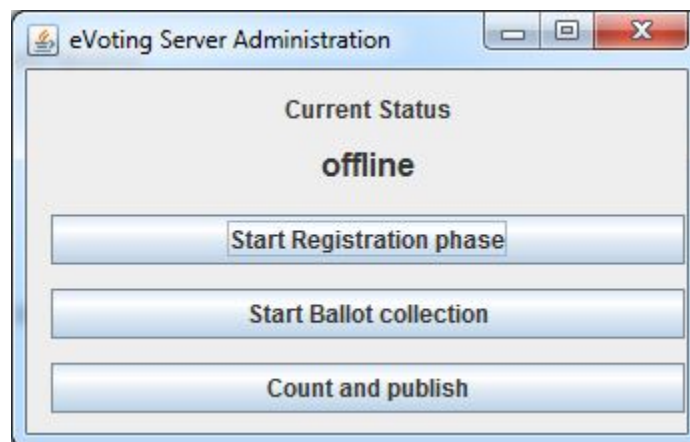 eVoting Server Administration
Current Status
offline
Start Registration phase
Start Ballot collection
Count and publish